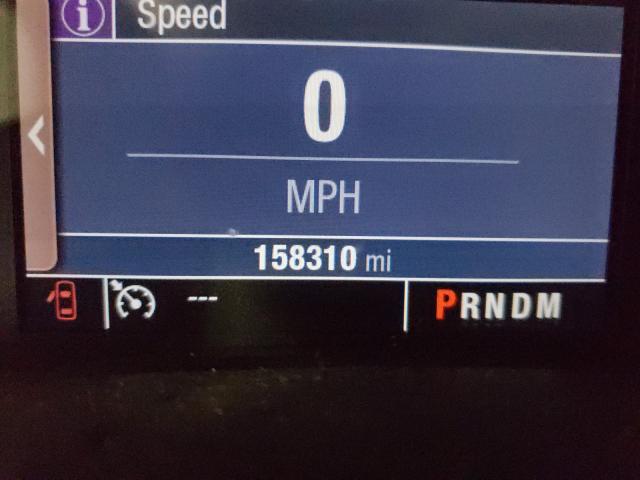 Speed
0
MPH
158310 mi
---
PRNDM